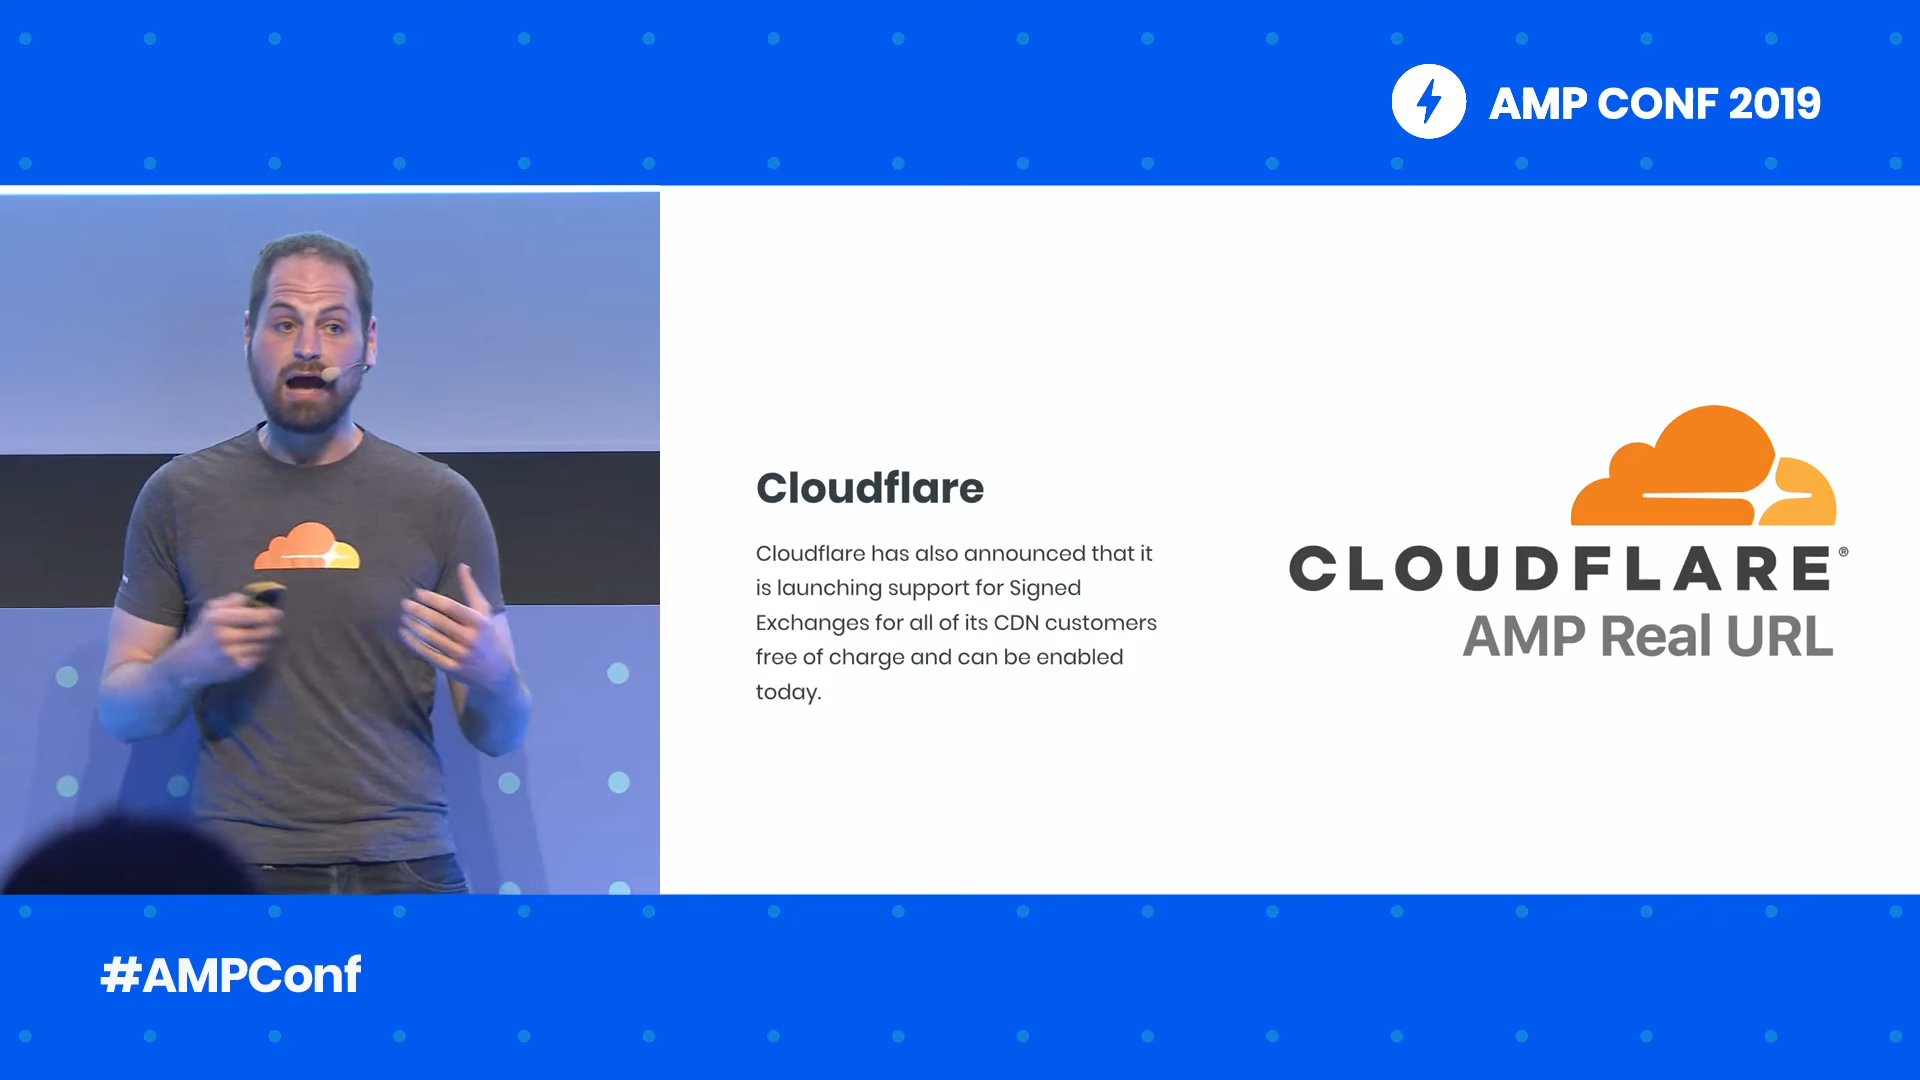 AMP CONF 2019
Cloudflare
Cloudflare has also announced that it
is launching support for Signed
Exchanges for all of its CDN customers
free of charge and can be enabled
today.
CLOUDFLARE®
AMP Real URL
#AMPConf